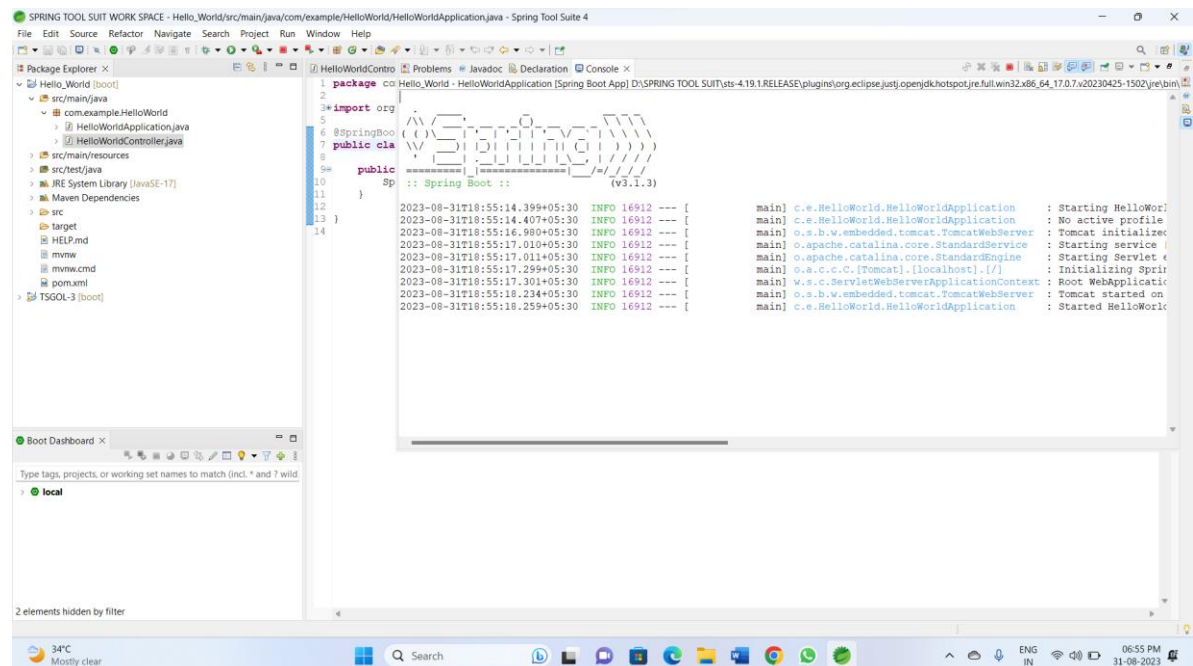 SPRING TOOL SUIT WORK SPACE - Hello_World/src/main/java/com/example/HelloWorld/HelloWorldApplication.java - Spring Tool Suite 4
File Edit Source Refactor Navigate Search Project Run Window Help
Package Explorer
Hello_World [boot]
src/main/java
com.example.HelloWorld
HelloWorldApplication.java
HelloWorldController.java
src/main/resources
src/test/java
JRE System Library [JavaSE-17]
Maven Dependencies
src
target
HELP.md
mvnw
mvnw.cmd
pom.xml
TSGOL-3 [boot]
HelloWorldContro
1 package co
2
3 import org
5
6 @SpringBoo
7 public cla
8
9 public
10 Sp
11 }
12
13 }
14
Problems Javadoc Declaration Console
Hello_World - HelloWorldApplication [Spring Boot App] D:\SPRING TOOL SUIT\sts-4.19.1.RELEASE\plugins\org.eclipse.justj.openjdk.hotspot.jre.full.win32.x86_64_17.0.7.v20230425-1502\jre\bin\
Spring
:: Spring Boot :: (v3.1.3)
2023-08-31T18:55:14.399+05:30 INFO 16912 --- [ main] c.e.HelloWorld.HelloWorldApplication : Starting HelloWorl
2023-08-31T18:55:14.407+05:30 INFO 16912 --- [ main] c.e.HelloWorld.HelloWorldApplication : No active profile
2023-08-31T18:55:16.980+05:30 INFO 16912 --- [ main] o.s.b.w.embedded.tomcat.TomcatWebServer : Tomcat initialized
2023-08-31T18:55:17.010+05:30 INFO 16912 --- [ main] o.apache.catalina.core.StandardService : Starting service
2023-08-31T18:55:17.011+05:30 INFO 16912 --- [ main] o.apache.catalina.core.StandardEngine : Starting Servlet e
2023-08-31T18:55:17.299+05:30 INFO 16912 --- [ main] o.a.c.c.C.[Tomcat].[localhost].[/] : Initializing Sprin
2023-08-31T18:55:17.301+05:30 INFO 16912 --- [ main] w.s.c.ServletWebServerApplicationContext : Root WebApplicatio
2023-08-31T18:55:18.234+05:30 INFO 16912 --- [ main] o.s.b.w.embedded.tomcat.TomcatWebServer : Tomcat started on
2023-08-31T18:55:18.259+05:30 INFO 16912 --- [ main] c.e.HelloWorld.HelloWorldApplication : Started HelloWorld
Boot Dashboard
Type tags, projects, or working set names to match (incl. * and ? wild
local
2 elements hidden by filter
34°C
Mostly clear
Search
ENG
IN
06:55 PM
31-08-2023